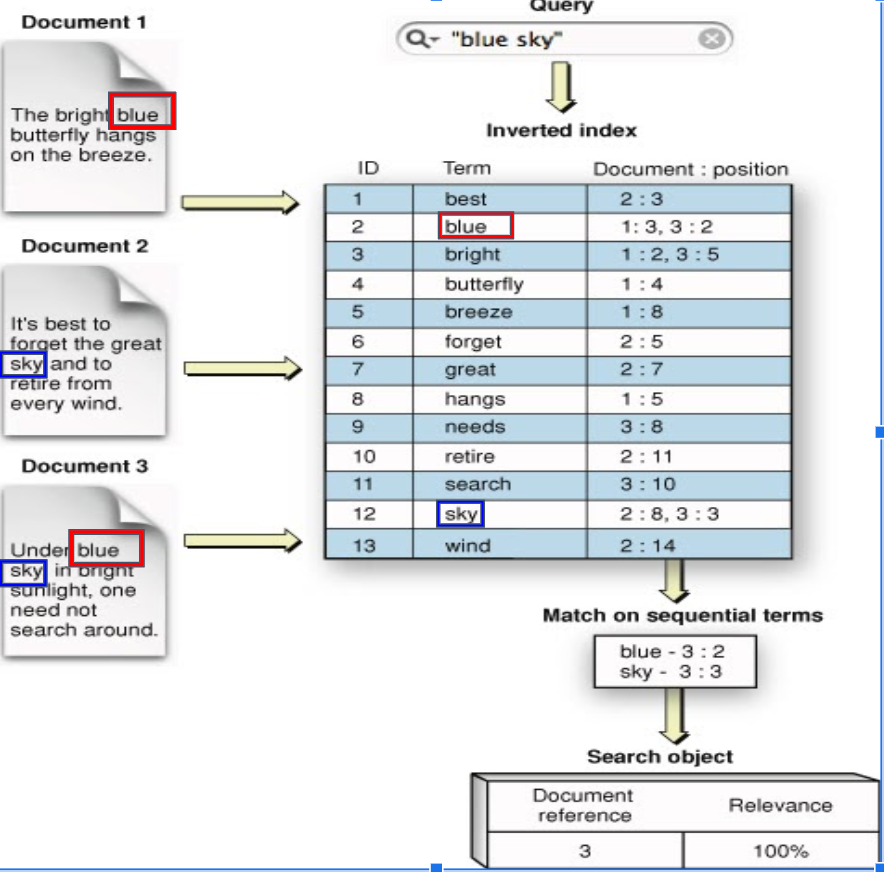 Document 1
The bright blue
butterfly hangs
on the breeze.
Document 2
It's best to
forget the great
sky and to
retire from
every wind.
Document 3
Under blue
sky, in bright
sunlight, one
need not
search around.
Query
"blue sky"
Inverted index
ID Term Document : position
1 best 2 : 3
2 blue 1: 3, 3 : 2
3 bright 1 : 2, 3 : 5
4 butterfly 1 : 4
5 breeze 1 : 8
6 forget 2 : 5
7 great 2 : 7
8 hangs 1 : 5
9 needs 3 : 8
10 retire 2 : 11
11 search 3 : 10
12 sky 2 : 8, 3 : 3
13 wind 2 : 14
Match on sequential terms
blue - 3 : 2
sky - 3 : 3
Search object
Document
reference
Relevance
3 100%